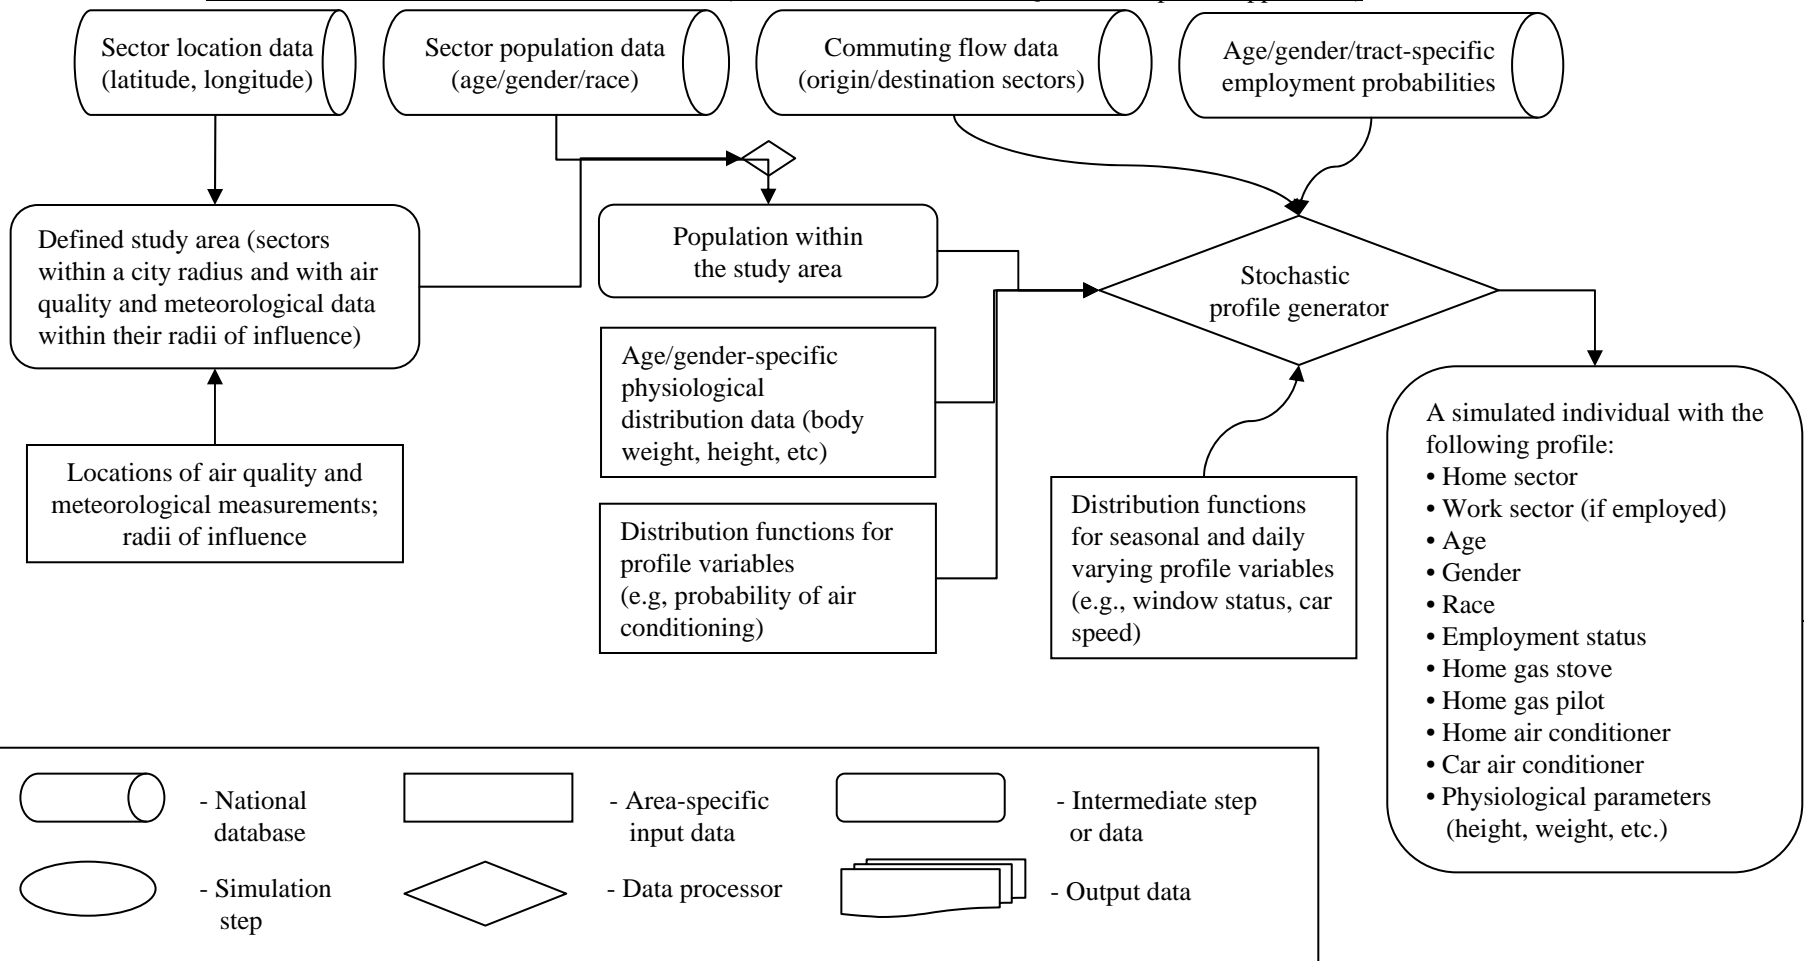 Sector location data
(latitude, longitude)
Sector population data
(age/gender/race)
Commuting flow data
(origin/destination sectors)
Age/gender/tract-specific
employment probabilities
Defined study area (sectors
within a city radius and with air
quality and meteorological data
within their radii of influence)
Population within
the study area
Stochastic
profile generator
Age/gender-specific
physiological
distribution data (body
weight, height, etc)
Locations of air quality and
meteorological measurements;
radii of influence
Distribution functions for
profile variables
(e.g, probability of air
conditioning)
Distribution functions
for seasonal and daily
varying profile variables
(e.g., window status, car
speed)
A simulated individual with the
following profile:
• Home sector
• Work sector (if employed)
• Age
• Gender
• Race
• Employment status
• Home gas stove
• Home gas pilot
• Home air conditioner
• Car air conditioner
• Physiological parameters
(height, weight, etc.)
- National
database
- Area-specific
input data
- Intermediate step
or data
- Simulation
step
- Data processor
- Output data